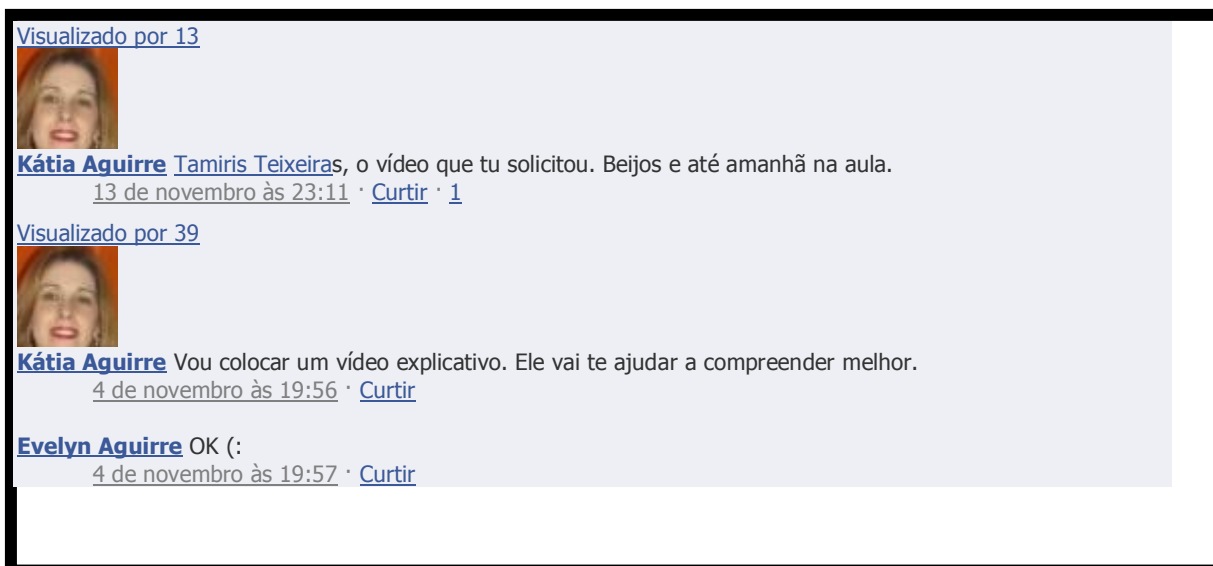 Visualizado por 13
Kátia Aguirre Tamiris Teixeiras, o vídeo que tu solicitou. Beijos e até amanhã na aula.
13 de novembro às 23:11 · Curtir · 1
Visualizado por 39
Kátia Aguirre Vou colocar um vídeo explicativo. Ele vai te ajudar a compreender melhor.
4 de novembro às 19:56 · Curtir
Evelyn Aguirre OK (:
4 de novembro às 19:57 · Curtir